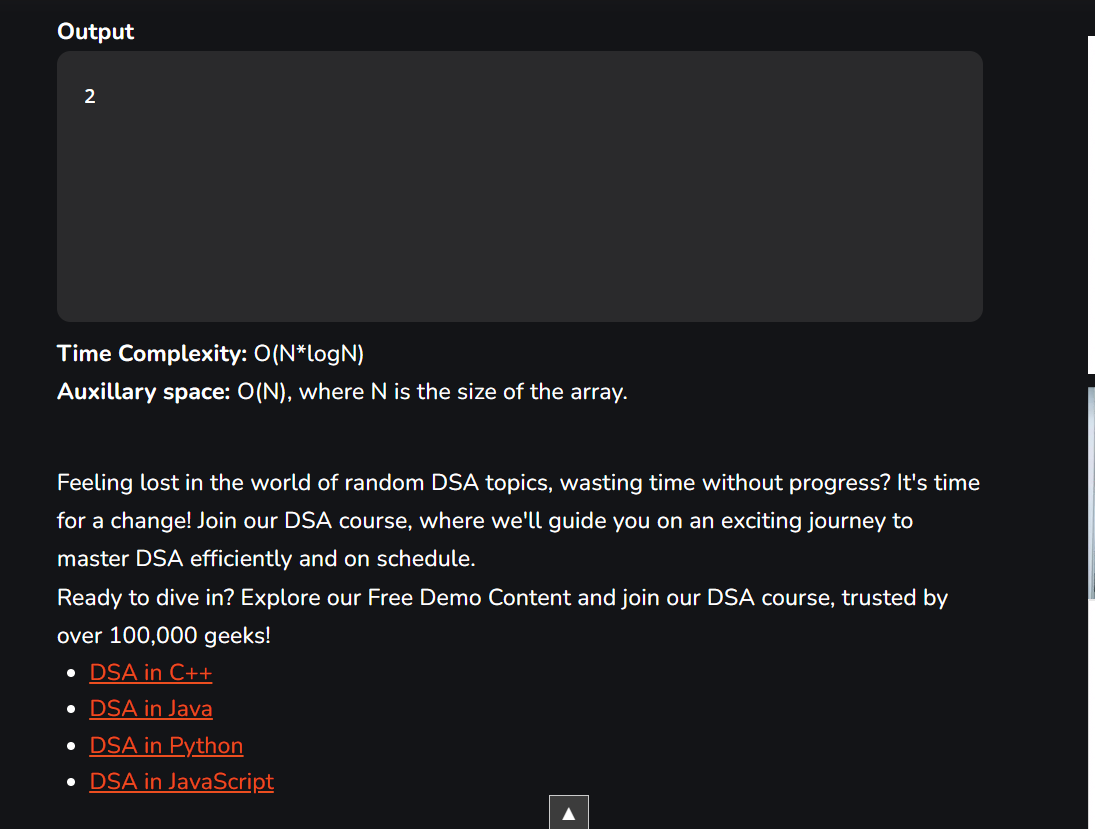 Output
2
Time Complexity: O(N*logN)
Auxillary space: O(N), where N is the size of the array.
Feeling lost in the world of random DSA topics, wasting time without progress? It's time
for a change! Join our DSA course, where we'll guide you on an exciting journey to
master DSA efficiently and on schedule.
Ready to dive in? Explore our Free Demo Content and join our DSA course, trusted by
over 100,000 geeks!
DSA in C++
DSA in Java
DSA in Python
DSA in JavaScript